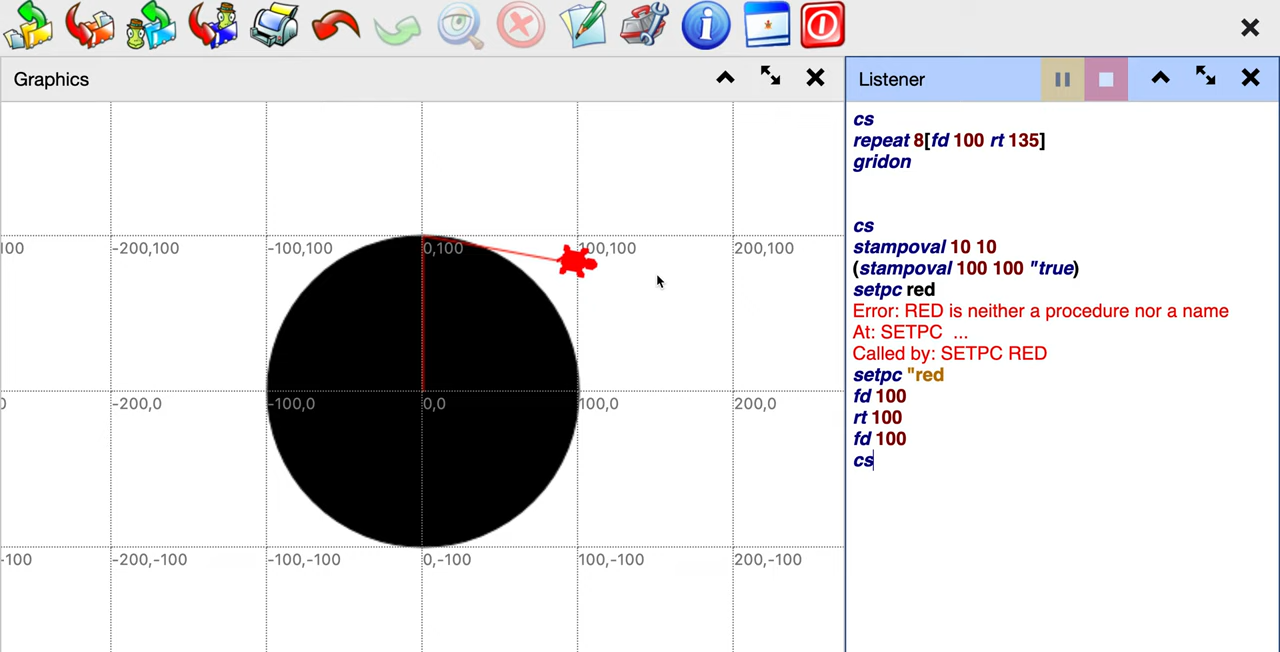 Graphics
Listener
100
-100,100
-200,100
0,100
100,100
200,100
0
-200,0
-100,0
0,0
100,0
200,0
-100
-200,-100
-100,-100
0,-100
100,-100
200,-100
cs
repeat 8[fd 100 rt 135]
gridon
cs
stampoval 10 10
(stampoval 100 100 "true)
setpc red
Error: RED is neither a procedure nor a name
At: SETPC ...
Called by: SETPC RED
setpc "red
fd 100
rt 100
fd 100
cs